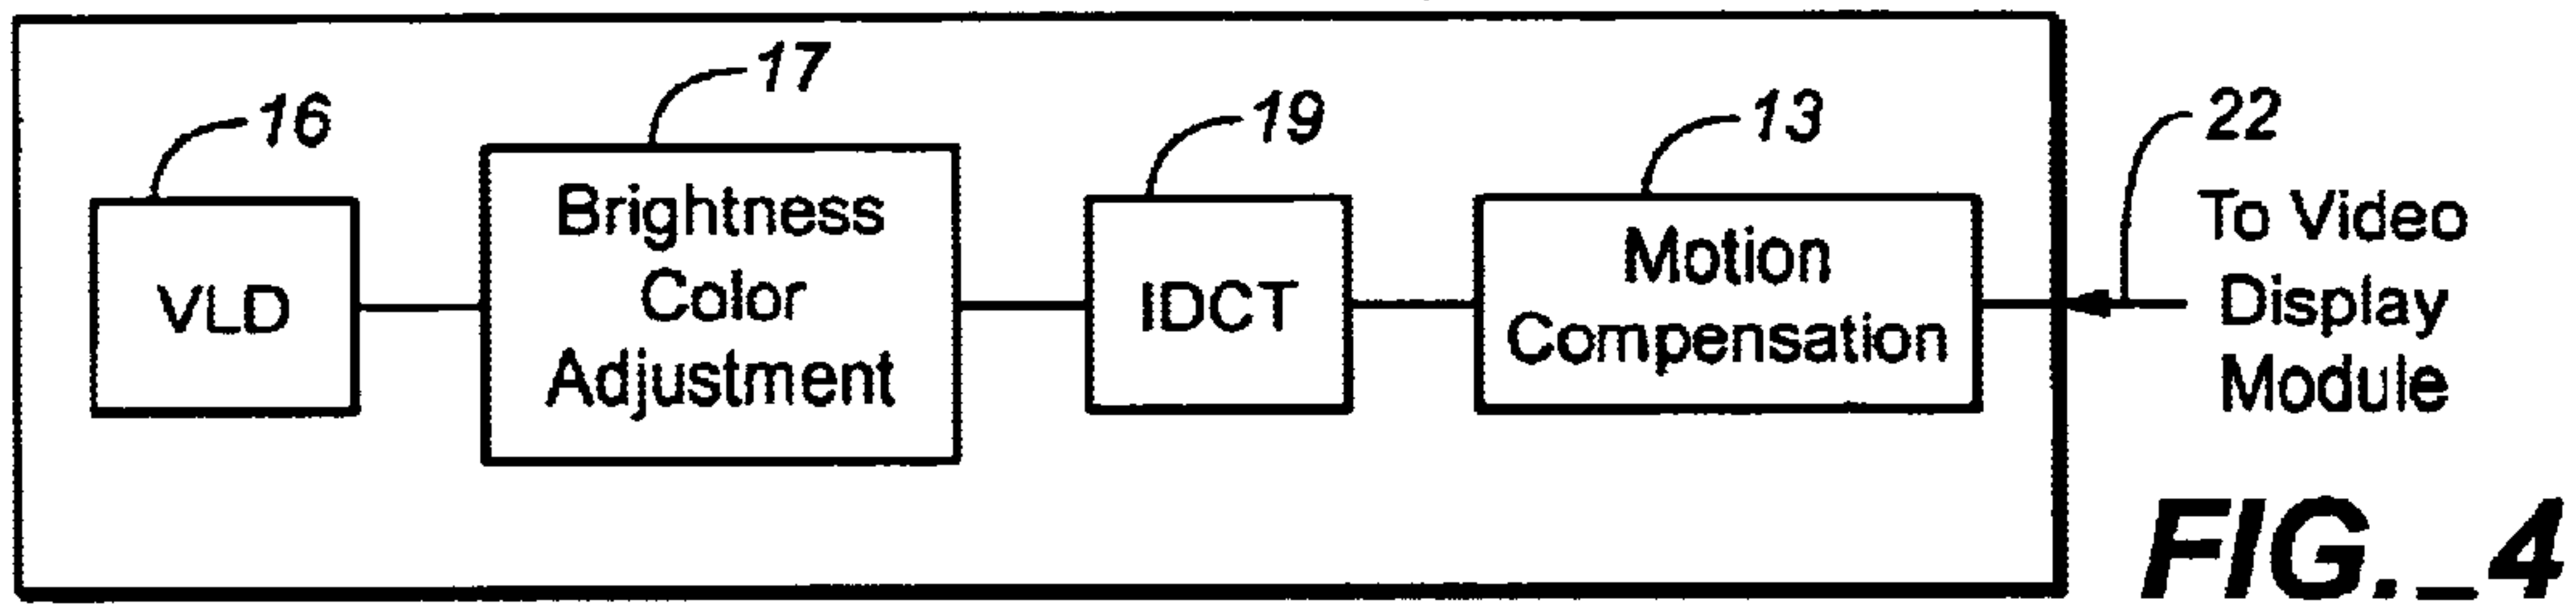 16
17
19
13
22
VLD
Brightness
Color
Adjustment
IDCT
Motion
Compensation
To Video
Display
Module
FIG._4